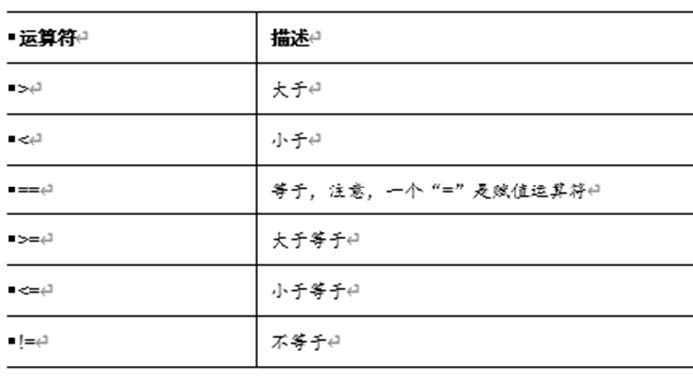 运算符 描述
> 大于
< 小于
== 等于，注意，一个“=”是赋值运算符
>= 大于等于
<= 小于等于
!= 不等于